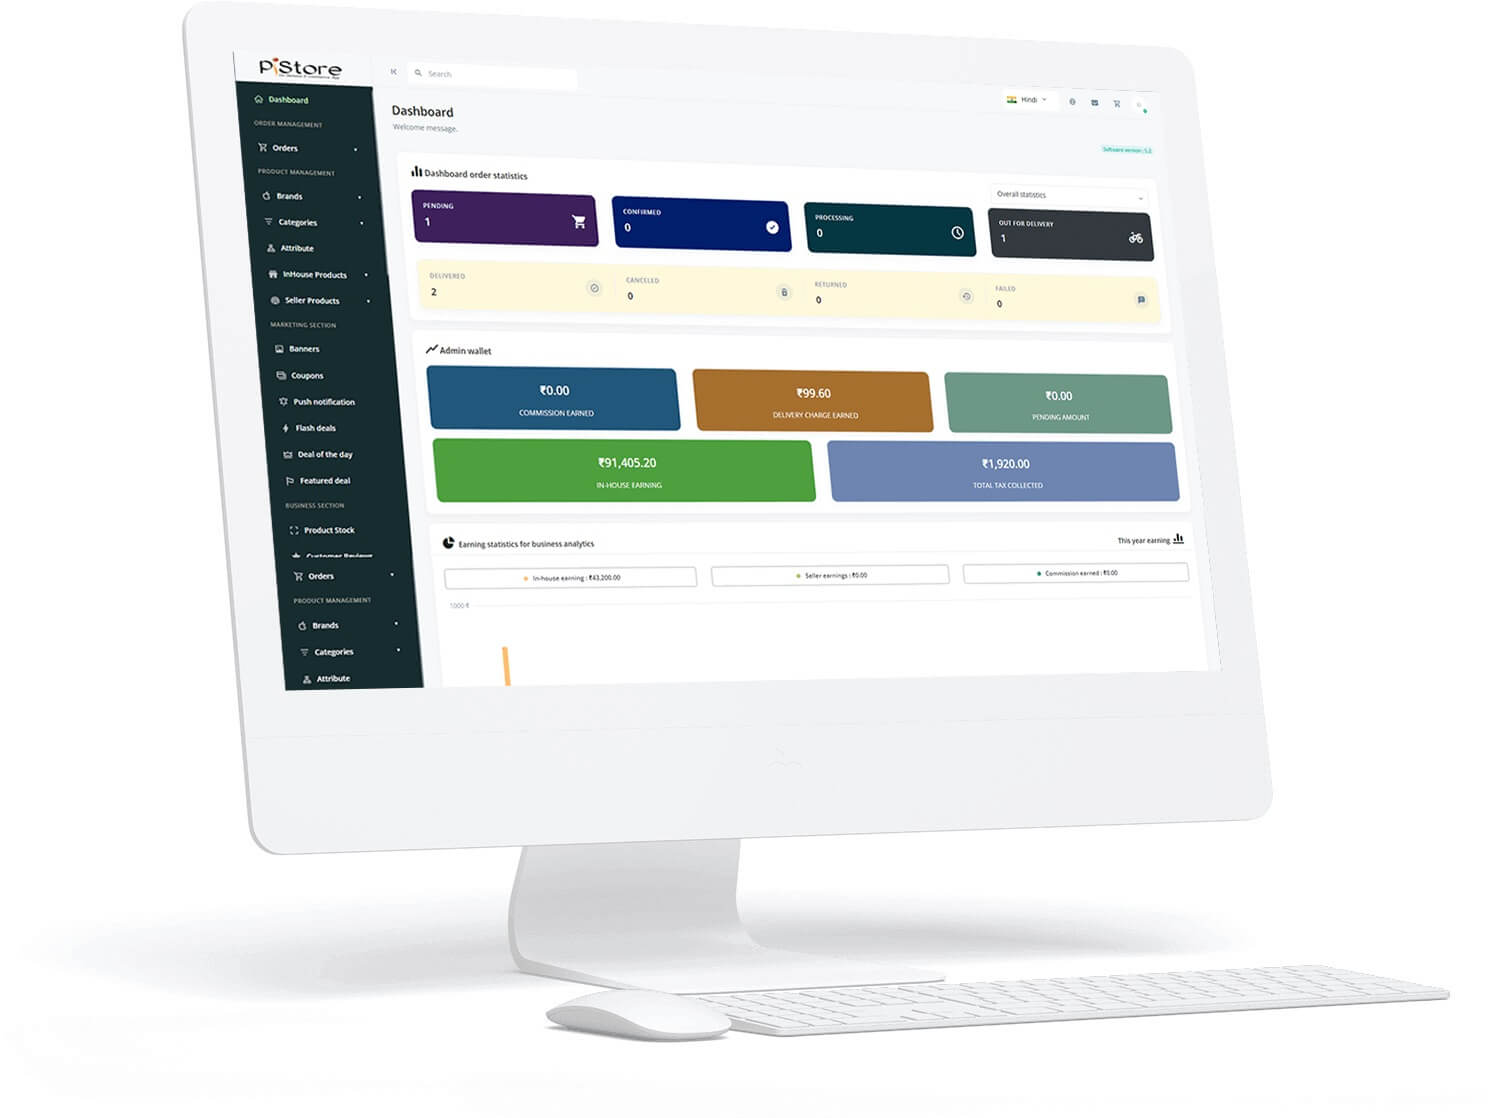 PiStore
Dashboard
ORDER MANAGEMENT
Orders
PRODUCT MANAGEMENT
Brands
Categories
Attribute
InHouse Products
Seller Products
MARKETING SECTION
Banners
Coupons
Push notification
Flash deals
Deal of the day
Featured deal
BUSINESS SECTION
Product Stock
Customer Reviews
Orders
PRODUCT MANAGEMENT
Brands
Categories
Attribute
Search
Hindi
Dashboard
Welcome message.
Software version : 5.2
Dashboard order statistics
Overall statistics
PENDING
1
CONFIRMED
0
PROCESSING
0
OUT FOR DELIVERY
1
DELIVERED
2
CANCELED
0
RETURNED
0
FAILED
0
Admin wallet
₹0.00
COMMISSION EARNED
₹99.60
DELIVERY CHARGE EARNED
₹0.00
PENDING AMOUNT
₹91,405.20
IN-HOUSE EARNING
₹1,920.00
TOTAL TAX COLLECTED
Earning statistics for business analytics
This year earning
In-house earning : ₹43,200.00
Seller earnings : ₹0.00
Commission earned : ₹0.00
1000 ₹